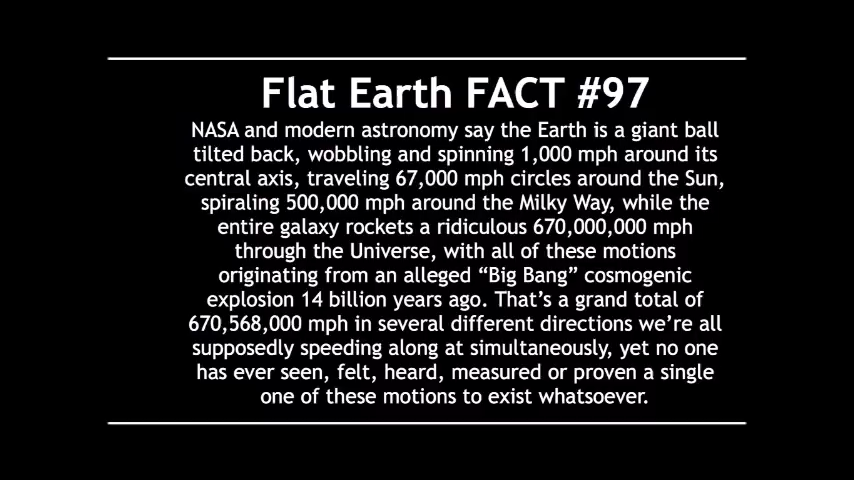 Flat Earth FACT #97
NASA and modern astronomy say the Earth is a giant ball
tilted back, wobbling and spinning 1,000 mph around its
central axis, traveling 67,000 mph circles around the Sun,
spiraling 500,000 mph around the Milky Way, while the
entire galaxy rockets a ridiculous 670,000,000 mph
through the Universe, with all of these motions
originating from an alleged “Big Bang” cosmogenic
explosion 14 billion years ago. That’s a grand total of
670,568,000 mph in several different directions we’re all
supposedly speeding along at simultaneously, yet no one
has ever seen, felt, heard, measured or proven a single
one of these motions to exist whatsoever.